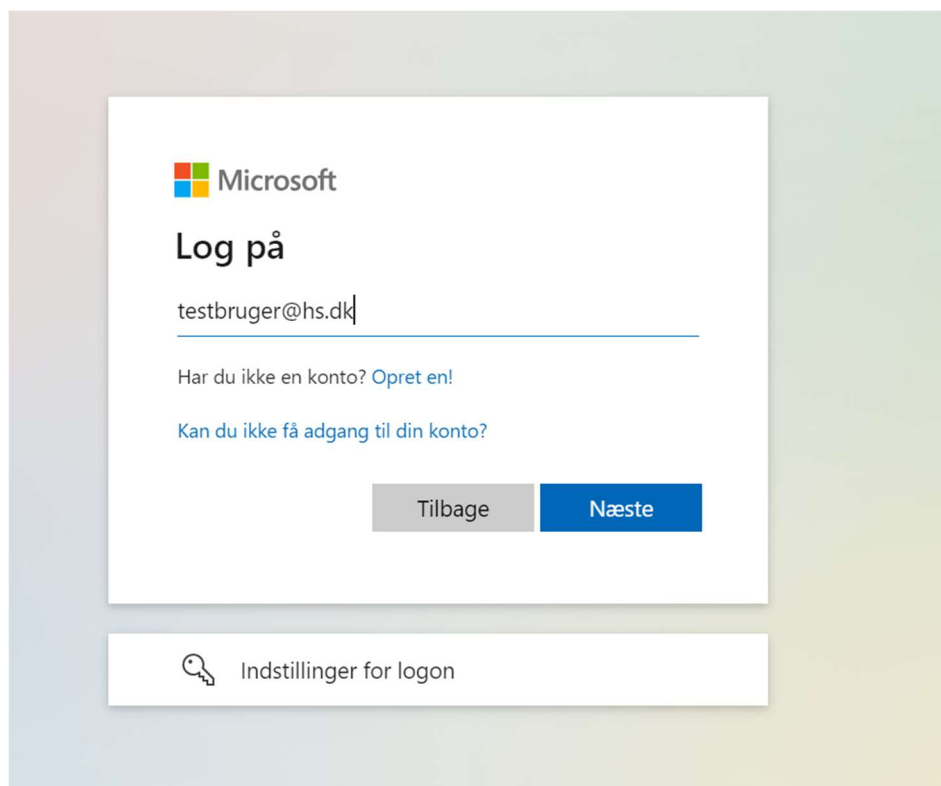 Microsoft
Log på
testbruger@hs.dk
Har du ikke en konto? Opret en!
Kan du ikke få adgang til din konto?
Tilbage Næste
Indstillinger for logon